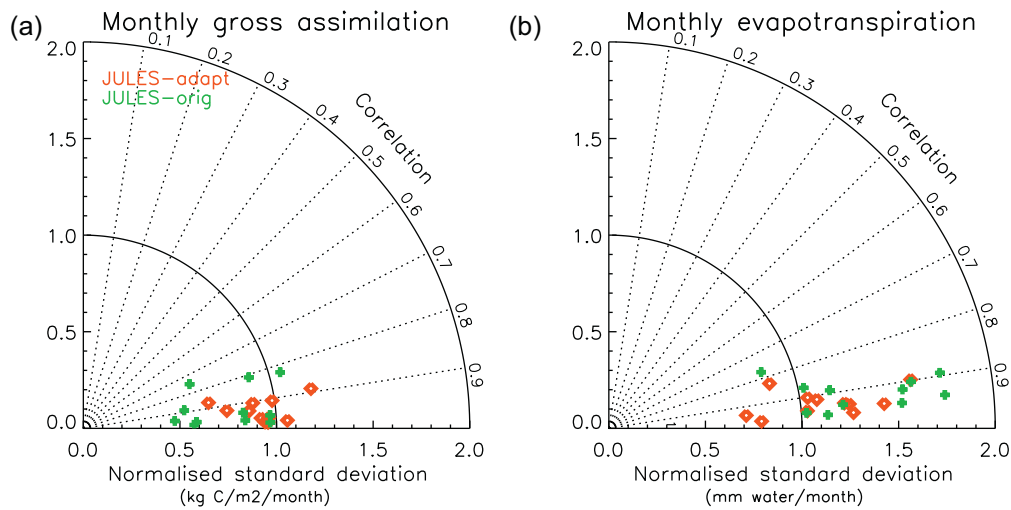 (a) Monthly gross assimilation
2.0
1.5
1.0
0.5
0.0
JULES-adapt
JULES-orig
0.1
0.2
0.3
0.4
0.5
0.6
0.7
0.8
0.9
Correlation
0.0 0.5 1.0 1.5 2.0
Normalised standard deviation
(kg C/m2/month)
(b) Monthly evapotranspiration
2.0
1.5
1.0
0.5
0.0
0.1
0.2
0.3
0.4
0.5
0.6
0.7
0.8
0.9
Correlation
0.0 0.5 1.0 1.5 2.0
Normalised standard deviation
(mm water/month)